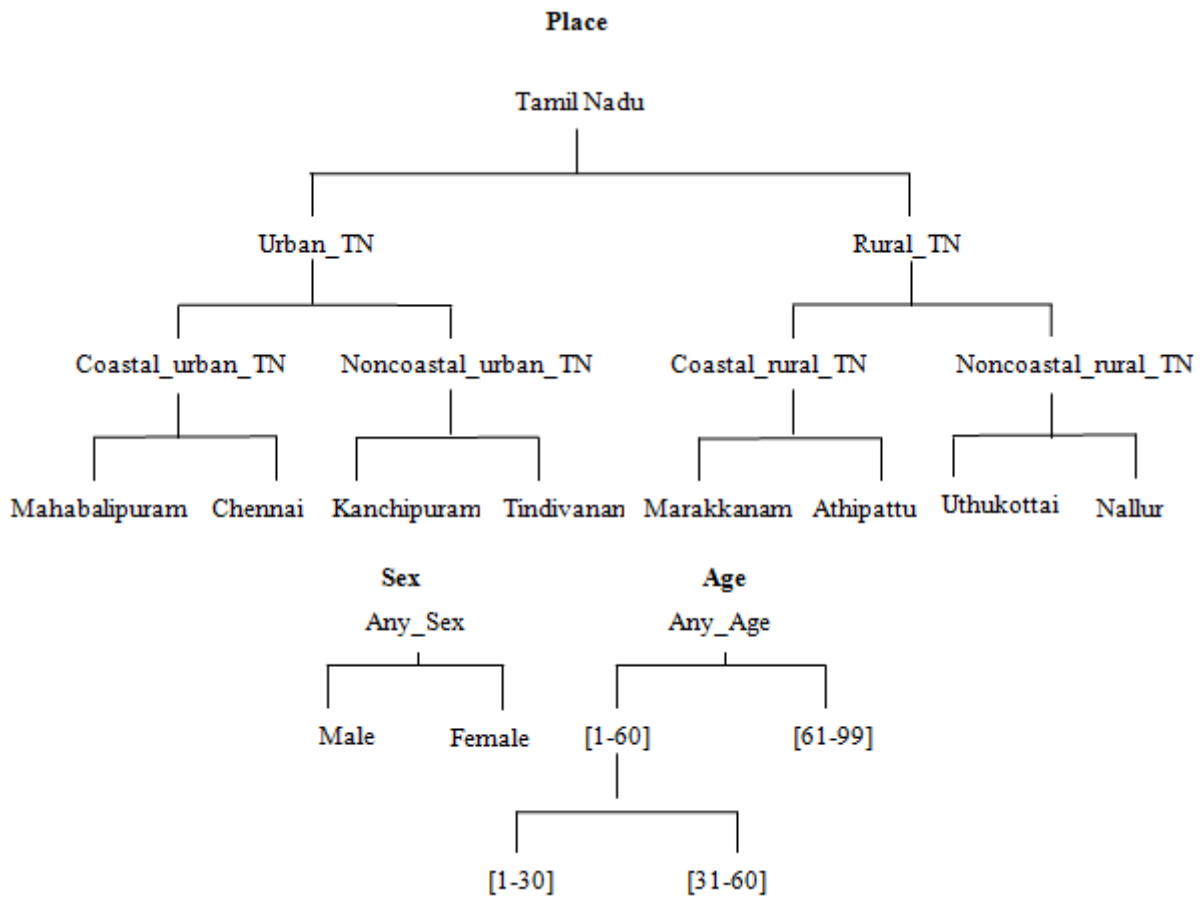 Place
Tamil Nadu
Urban_TN Rural_TN
Coastal_urban_TN Noncoastal_urban_TN Coastal_rural_TN Noncoastal_rural_TN
Mahabalipuram Chennai Kanchipuram Tindivanan Marakkanam Athipattu Uthukottai Nallur
Sex Age
Any_Sex Any_Age
Male Female [1-60] [61-99]
[1-30] [31-60]